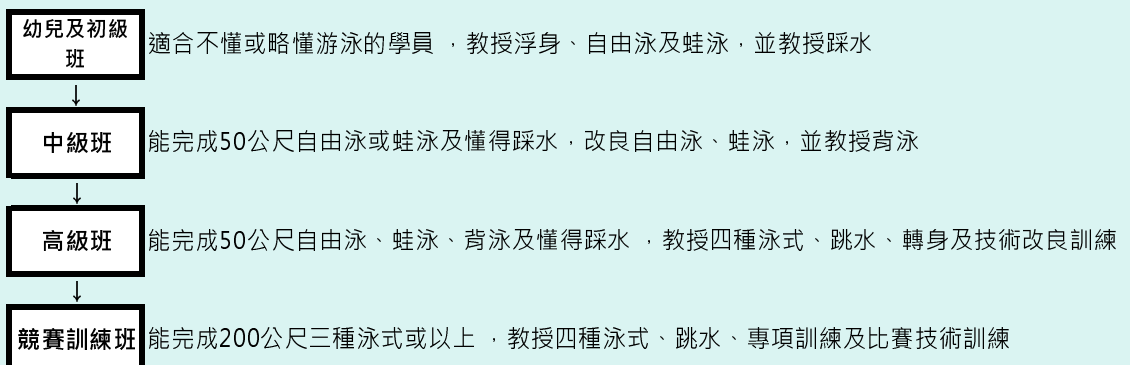 幼兒及初級
班
適合不懂或略懂游泳的學員 ，教授浮身、自由泳及蛙泳，並教授踩水
↓
中級班
能完成50公尺自由泳或蛙泳及懂得踩水，改良自由泳、蛙泳，並教授背泳
↓
高級班
能完成50公尺自由泳、蛙泳、背泳及懂得踩水 ，教授四種泳式、跳水、轉身及技術改良訓練
↓
競賽訓練班
能完成200公尺三種泳式或以上 ，教授四種泳式、跳水、專項訓練及比賽技術訓練